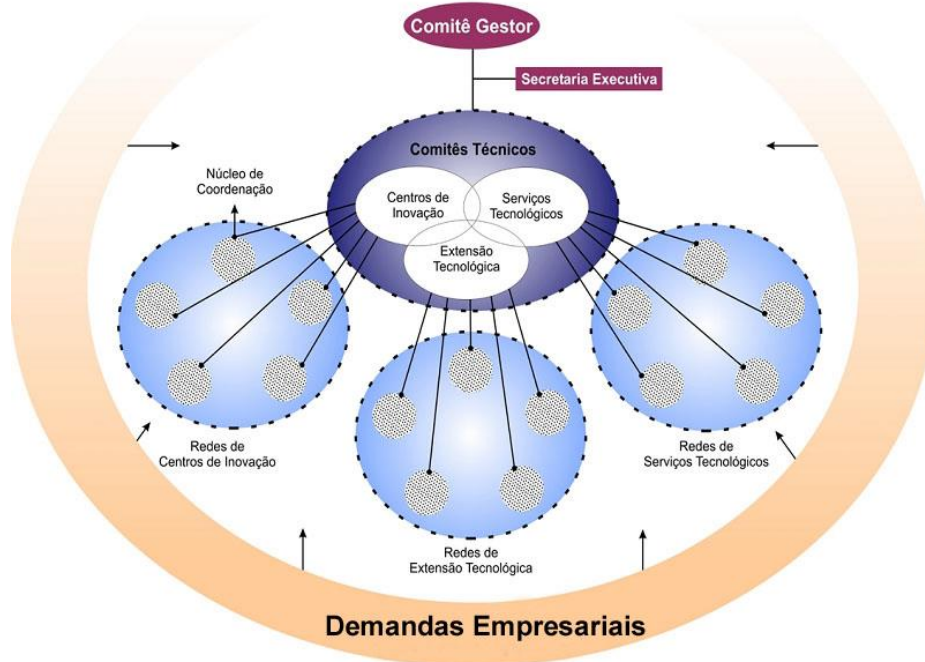 Comitê Gestor
Secretaria Executiva
Comitês Técnicos
Núcleo de
Coordenação
Centros de
Inovação
Serviços
Tecnológicos
Extensão
Tecnológica
Redes de
Centros de Inovação
Redes de
Serviços Tecnológicos
Redes de
Extensão Tecnológica
Demandas Empresariais